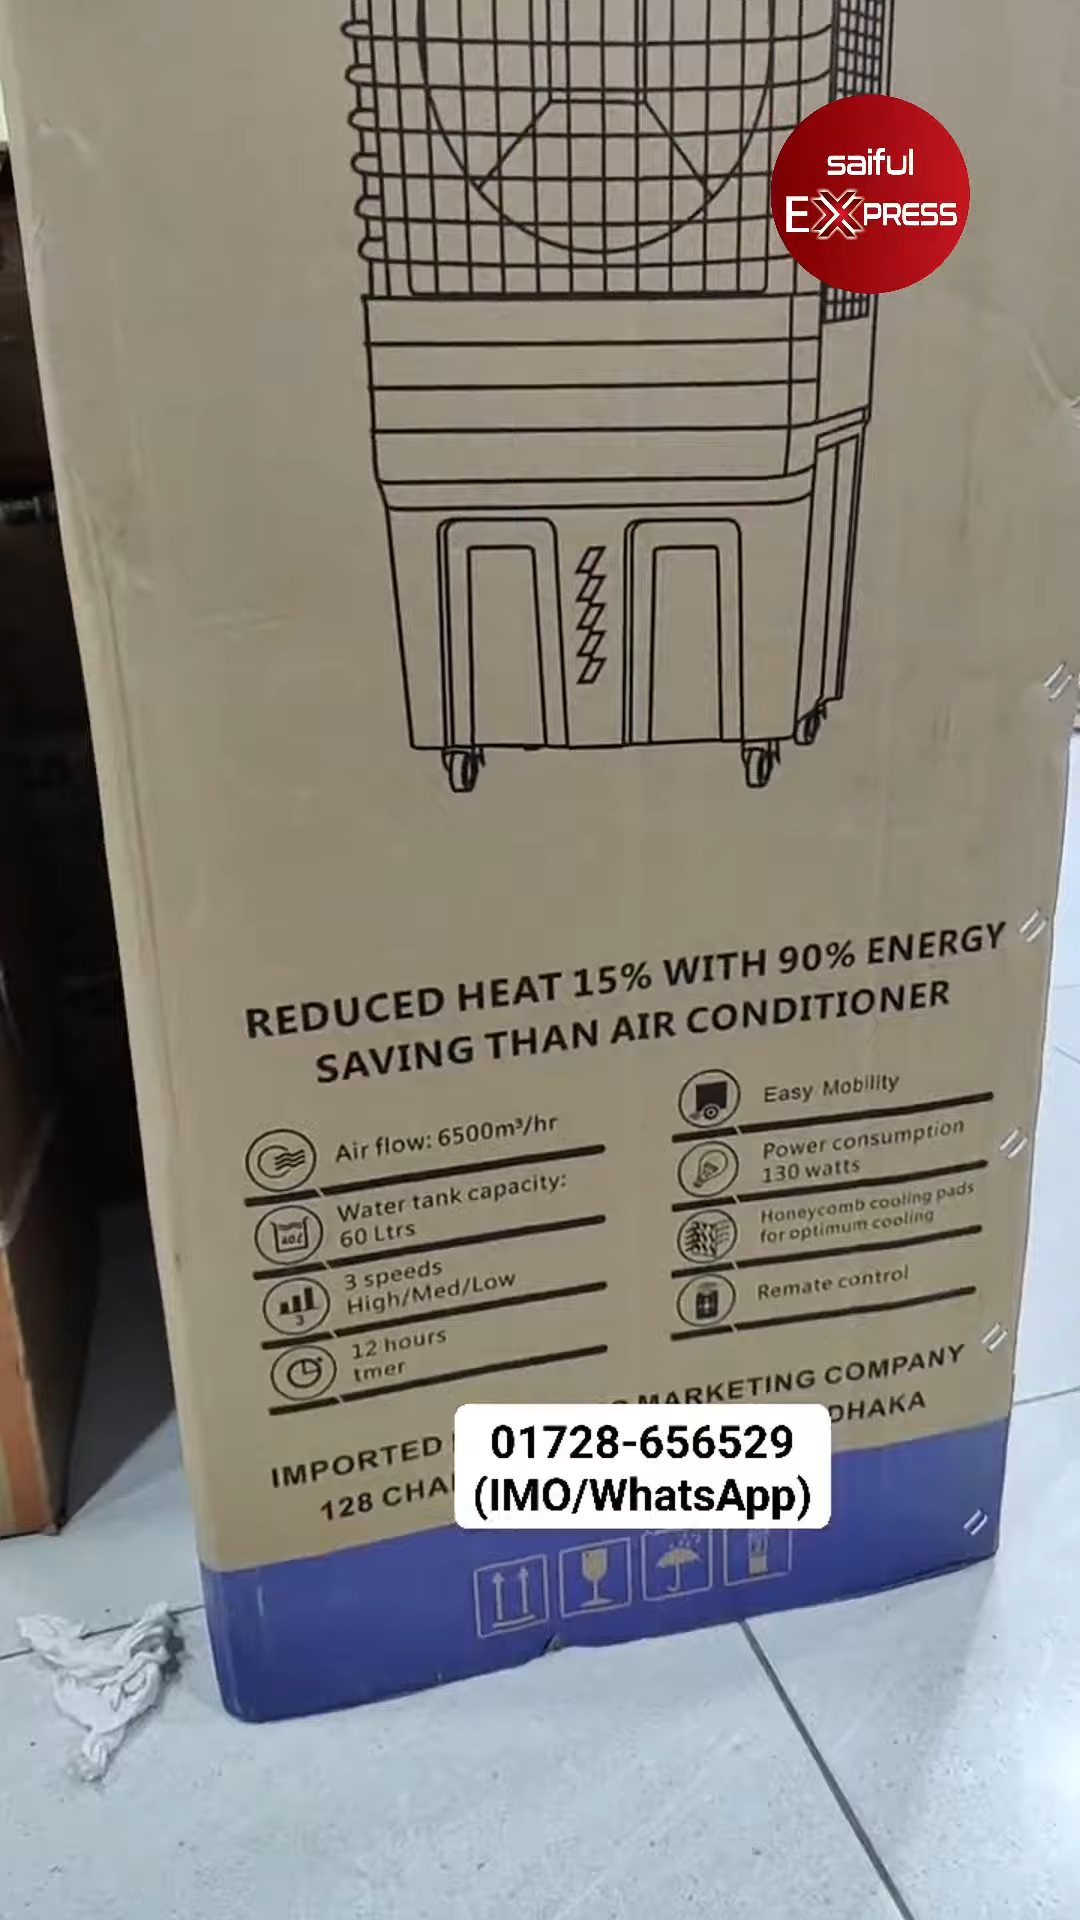 saiful
EXPRESS
REDUCED HEAT 15% WITH 90% ENERGY
SAVING THAN AIR CONDITIONER
Air flow: 6500m³/hr
Water tank capacity:
60 Ltrs
3
3 speeds
High/Med/Low
12 hours
tmer
Easy Mobility
Power consumption
130 watts
Honeycomb cooling pads
for optimum cooling
Remate control
IMPORTED MARKETING COMPANY
128 DHAKA
01728-656529
(IMO/WhatsApp)